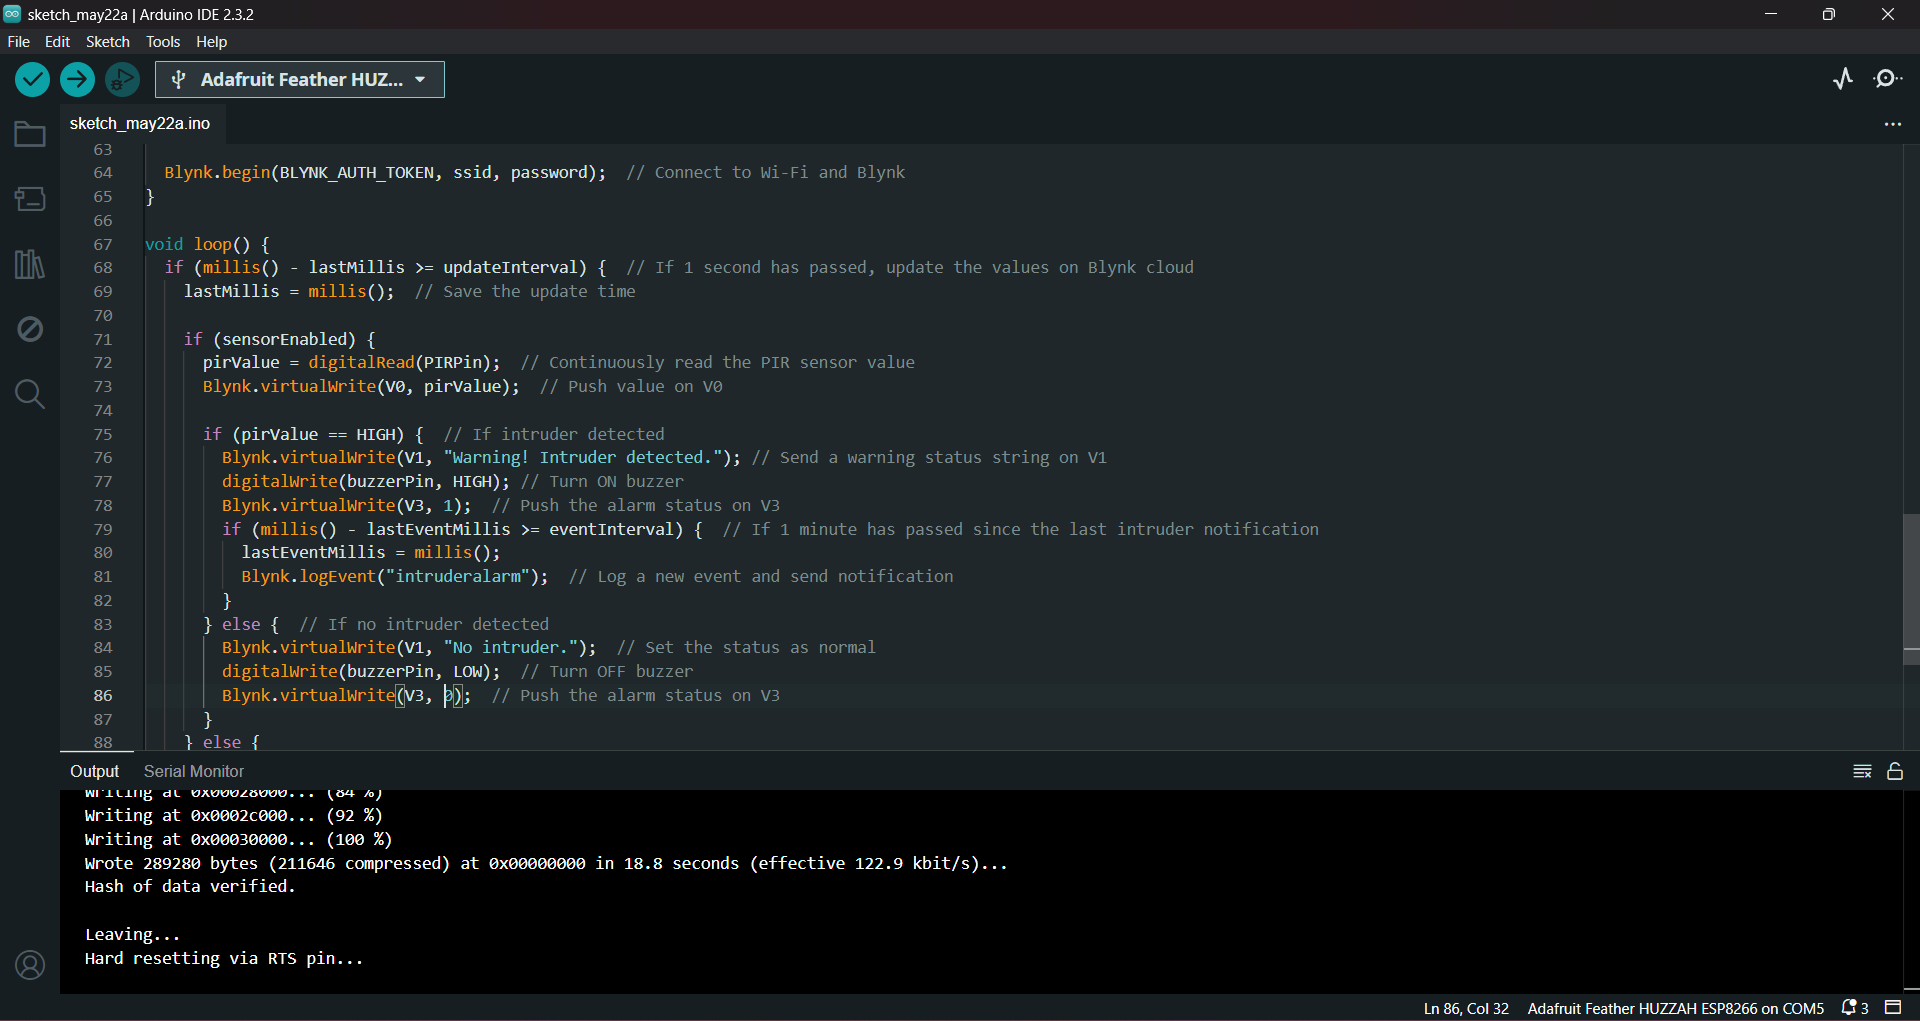 sketch_may22a | Arduino IDE 2.3.2
File Edit Sketch Tools Help
Adafruit Feather HUZ...
sketch_may22a.ino
63
64 Blynk.begin(BLYNK_AUTH_TOKEN, ssid, password); // Connect to Wi-Fi and Blynk
65 }
66
67 void loop() {
68 if (millis() - lastMillis >= updateInterval) { // If 1 second has passed, update the values on Blynk cloud
69 lastMillis = millis(); // Save the update time
70
71 if (sensorEnabled) {
72 pirValue = digitalRead(PIRPin); // Continuously read the PIR sensor value
73 Blynk.virtualWrite(V0, pirValue); // Push value on V0
74
75 if (pirValue == HIGH) { // If intruder detected
76 Blynk.virtualWrite(V1, "Warning! Intruder detected."); // Send a warning status string on V1
77 digitalWrite(buzzerPin, HIGH); // Turn ON buzzer
78 Blynk.virtualWrite(V3, 1); // Push the alarm status on V3
79 if (millis() - lastEventMillis >= eventInterval) { // If 1 minute has passed since the last intruder notification
80 lastEventMillis = millis();
81 Blynk.logEvent("intruderalarm"); // Log a new event and send notification
82 }
83 } else { // If no intruder detected
84 Blynk.virtualWrite(V1, "No intruder."); // Set the status as normal
85 digitalWrite(buzzerPin, LOW); // Turn OFF buzzer
86 Blynk.virtualWrite(V3, 0); // Push the alarm status on V3
87 }
88 } else {
Output Serial Monitor
Writing at 0x00028000... (84 %)
Writing at 0x0002c000... (92 %)
Writing at 0x00030000... (100 %)
Wrote 289280 bytes (211646 compressed) at 0x00000000 in 18.8 seconds (effective 122.9 kbit/s)...
Hash of data verified.
Leaving...
Hard resetting via RTS pin...
Ln 86, Col 32 Adafruit Feather HUZZAH ESP8266 on COM5 3